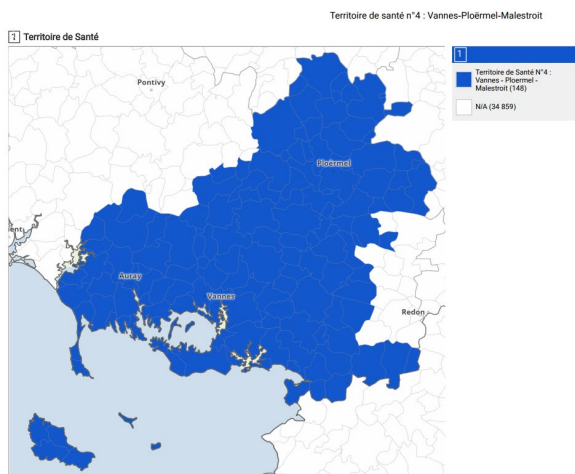 Territoire de santé n°4 : Vannes-Ploërmel-Malestroit
1 Territoire de Santé
1
Territoire de Santé N°4 :
Vannes - Ploermel -
Malestroit (148)
N/A (34 859)
Pontivy
Ploërmel
ent
Auray
Vannes
Redon